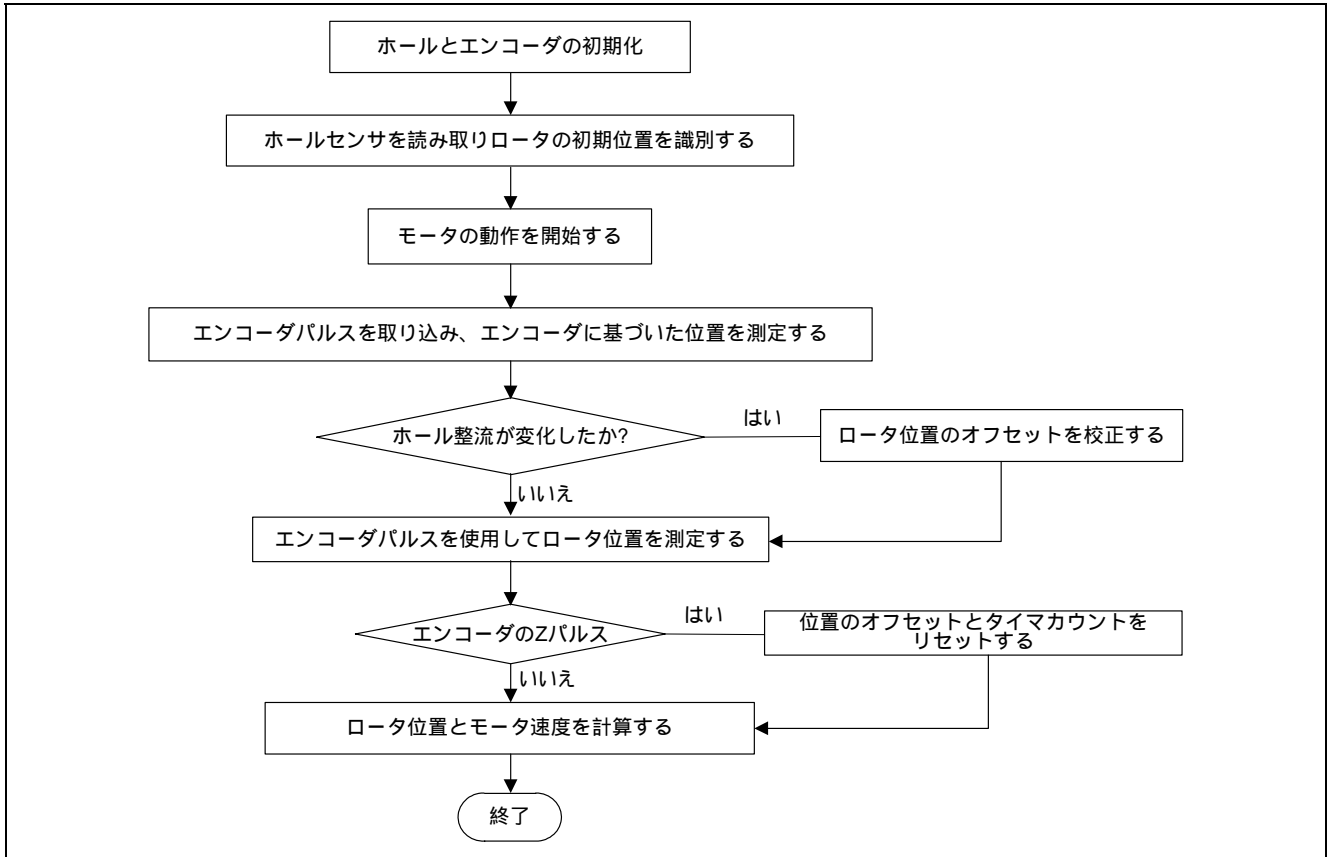 ホールとエンコーダの初期化
ホールセンサを読み取りロータの初期位置を識別する
モータの動作を開始する
エンコーダパルスを取り込み、エンコーダに基づいた位置を測定する
ホール整流が変化したか?
はい
ロータ位置のオフセットを校正する
いいえ
エンコーダパルスを使用してロータ位置を測定する
エンコーダのZパルス
はい
位置のオフセットとタイマカウントを
リセットする
いいえ
ロータ位置とモータ速度を計算する
終了